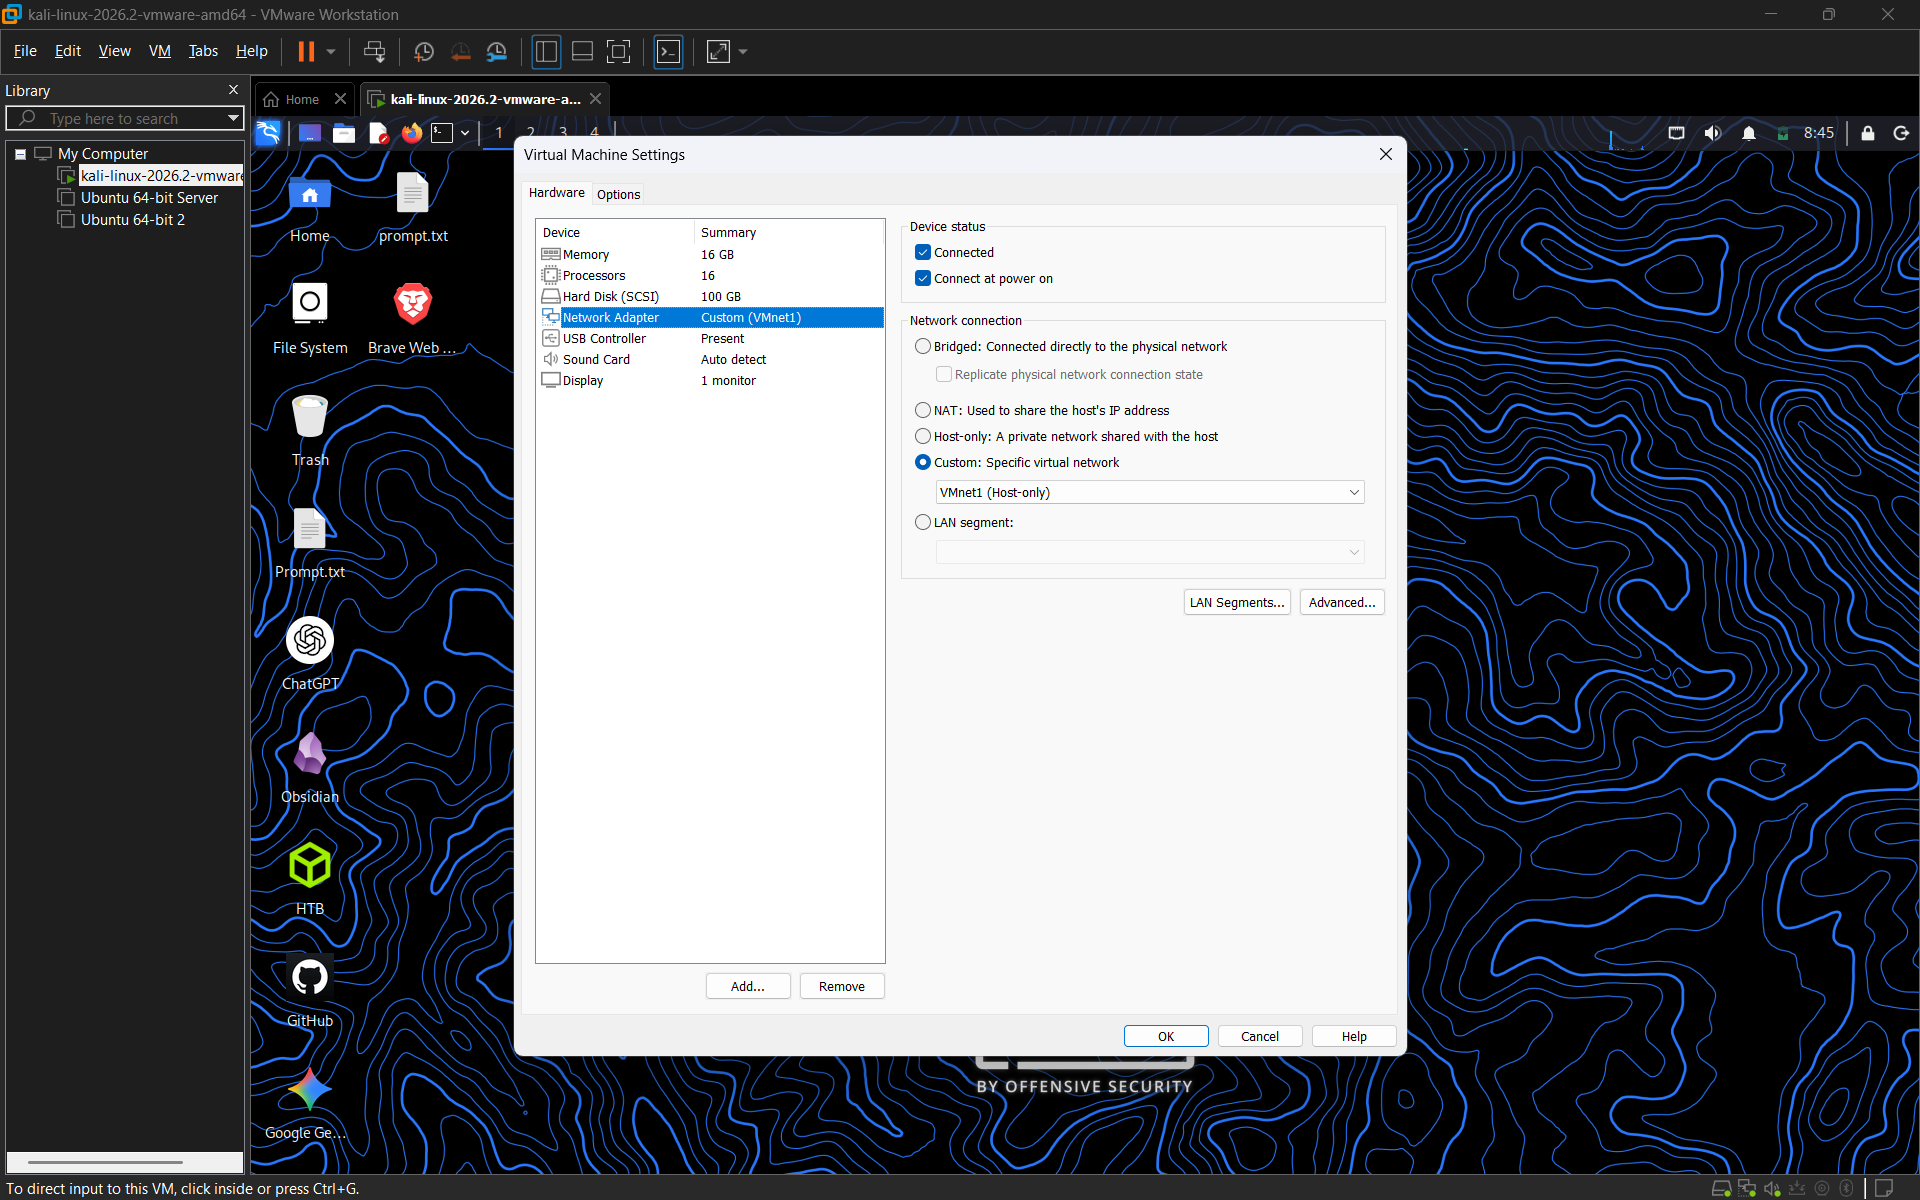 kali-linux-2026.2-vmware-amd64 - VMware Workstation
File Edit View VM Tabs Help
Library
Type here to search
My Computer
kali-linux-2026.2-vmware
Ubuntu 64-bit Server
Ubuntu 64-bit 2
Home
kali-linux-2026.2-vmware-a...
1 2 3 4
8:45
Home
prompt.txt
File System
Brave Web ...
Trash
Prompt.txt
ChatGPT
Obsidian
HTB
GitHub
Google Ge...
Virtual Machine Settings
Hardware Options
Device Summary
Memory 16 GB
Processors 16
Hard Disk (SCSI) 100 GB
Network Adapter Custom (VMnet1)
USB Controller Present
Sound Card Auto detect
Display 1 monitor
Add... Remove
Device status
Connected
Connect at power on
Network connection
Bridged: Connected directly to the physical network
Replicate physical network connection state
NAT: Used to share the host's IP address
Host-only: A private network shared with the host
Custom: Specific virtual network
VMnet1 (Host-only)
LAN segment:
LAN Segments... Advanced...
OK Cancel Help
BY OFFENSIVE SECURITY
To direct input to this VM, click inside or press Ctrl+G.